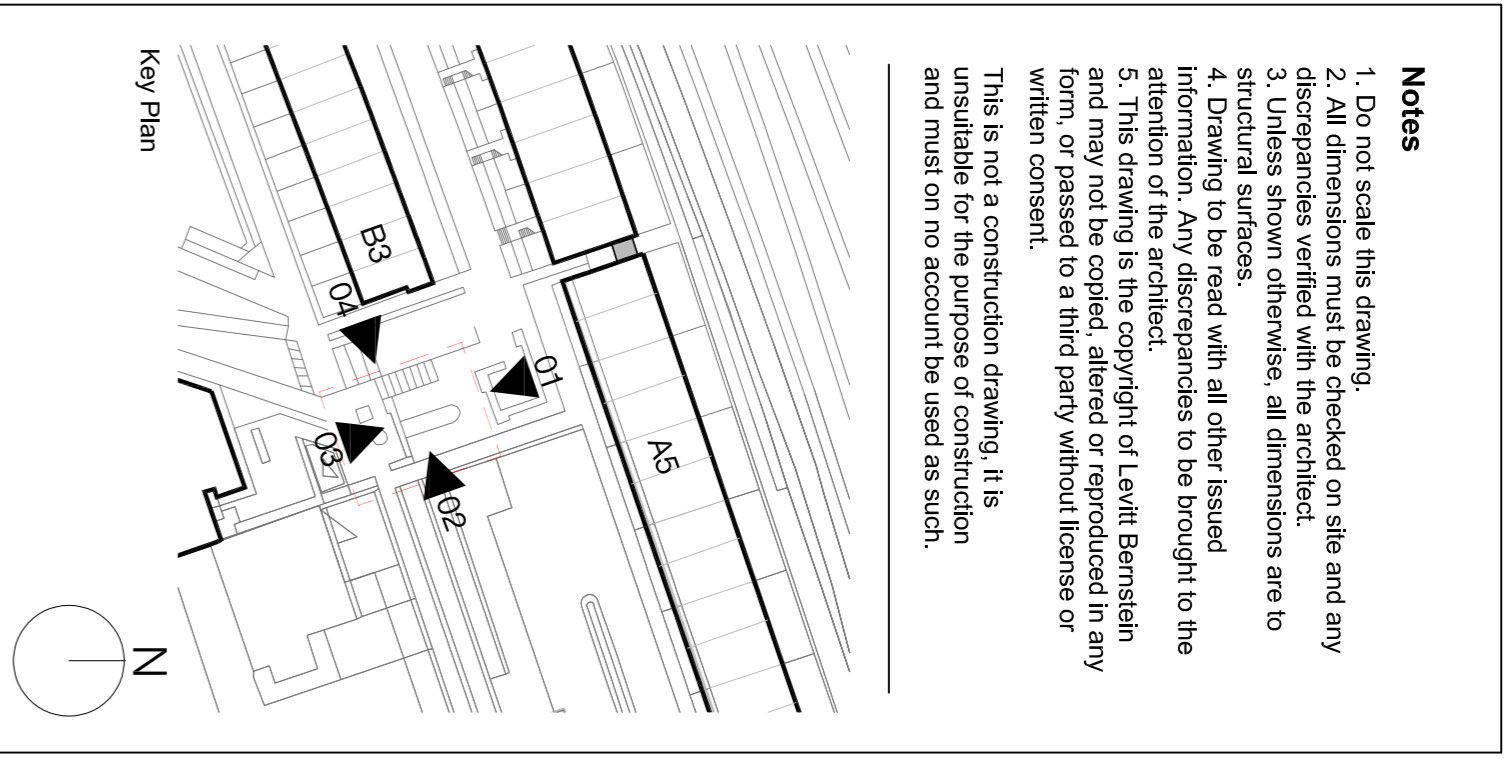 Notes
1. Do not scale this drawing.
2. All dimensions must be checked on site and any
discrepancies verified with the architect.
3. Unless shown otherwise, all dimensions are to
structural surfaces.
4. Drawing to be read with all other issued
information. Any discrepancies to be brought to the
attention of the architect.
5. This drawing is the copyright of Levitt Bernstein
and may not be copied, altered or reproduced in any
form, or passed to a third party without license or
written consent.
This is not a construction drawing, it is
unsuitable for the purpose of construction
and must on no account be used as such.
A5
01
02
B3
04
03
Key Plan
N